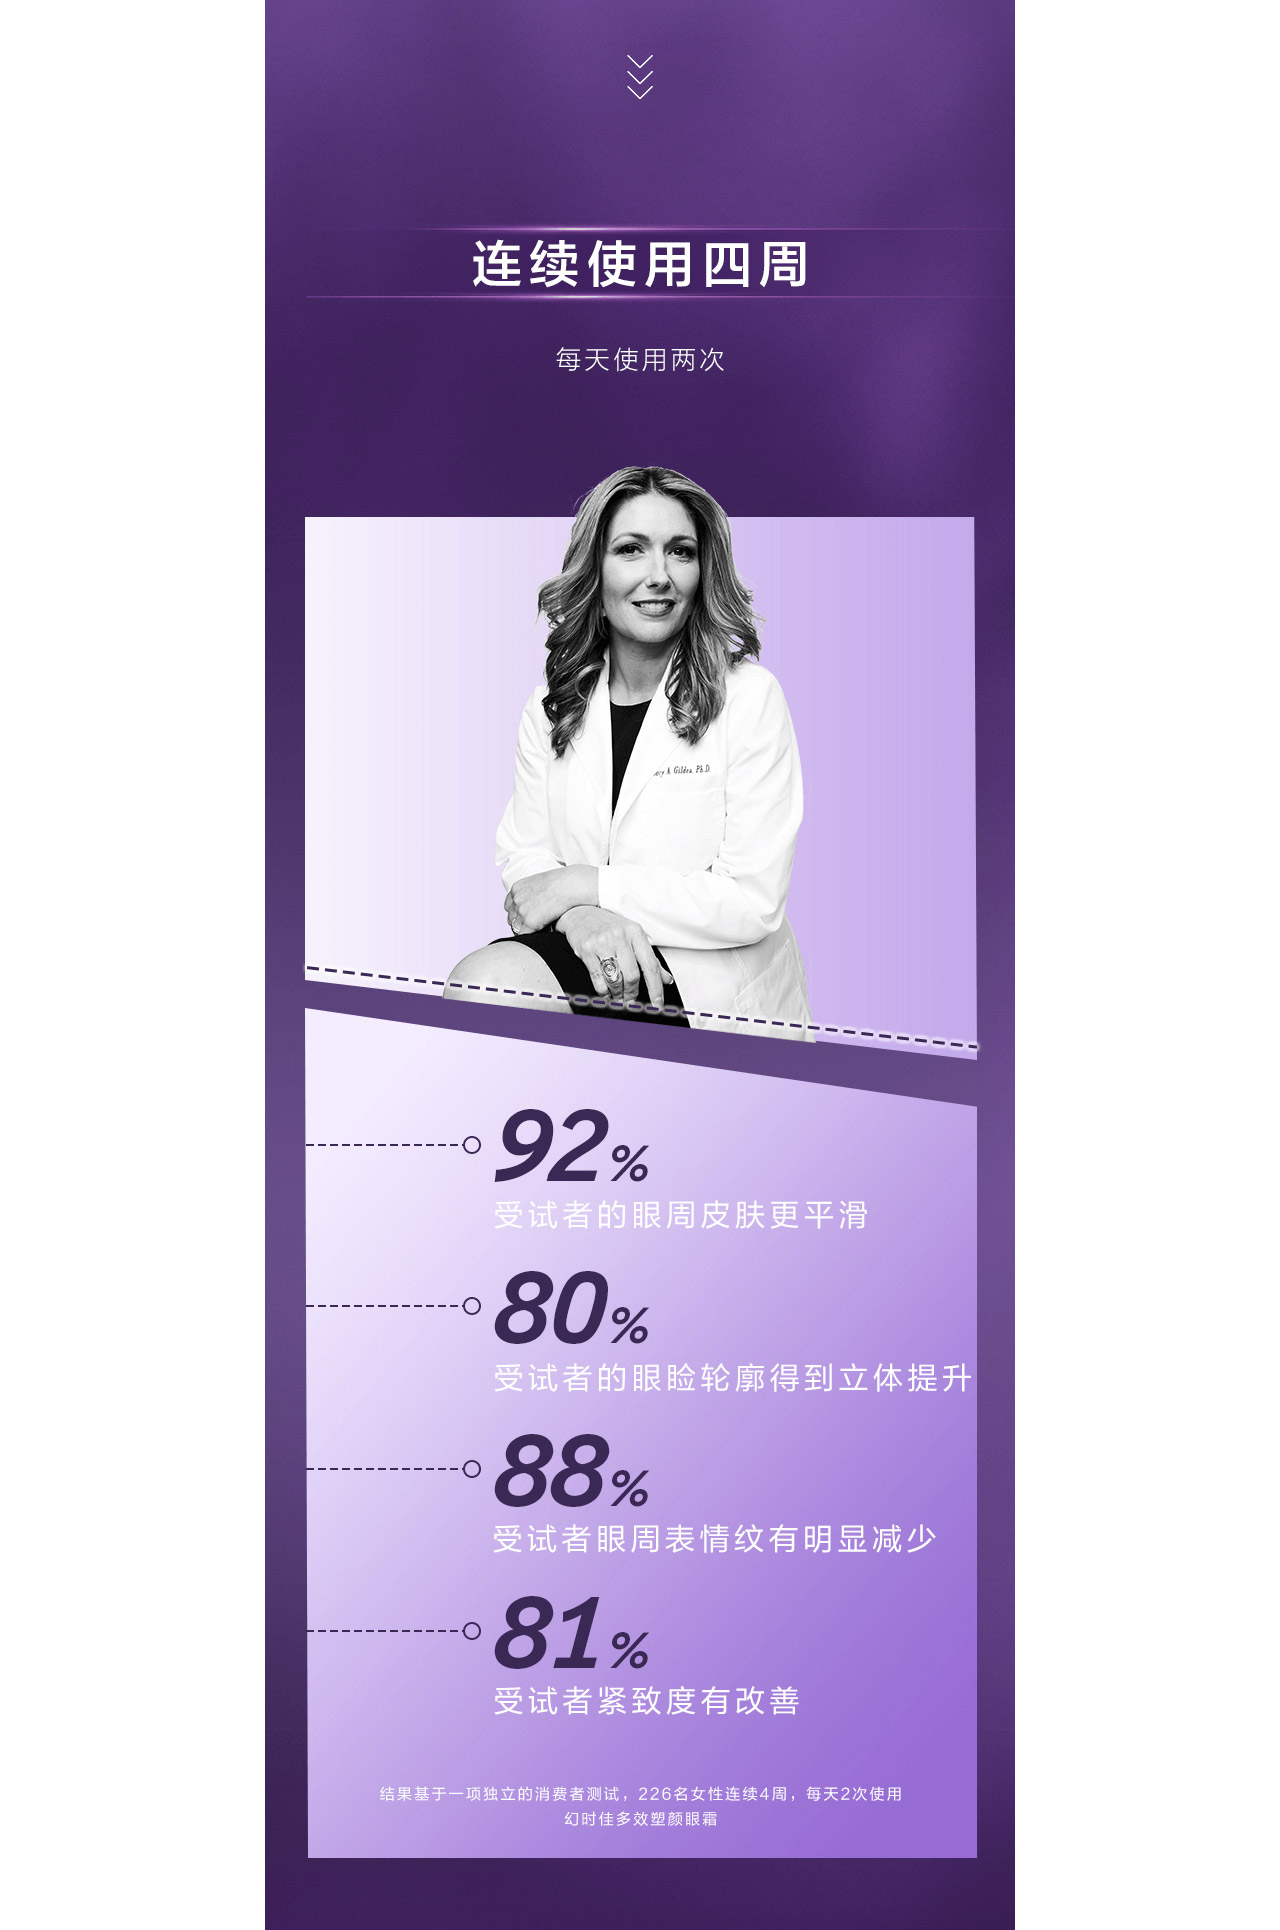 连续使用四周
每天使用两次
A. Gildea, Ph.D.
92%
受试者的眼周皮肤更平滑
80%
受试者的眼睑轮廓得到立体提升
88%
受试者眼周表情纹有明显减少
81%
受试者紧致度有改善
结果基于一项独立的消费者测试，226名女性连续4周，每天2次使用
幻时佳多效塑颜眼霜